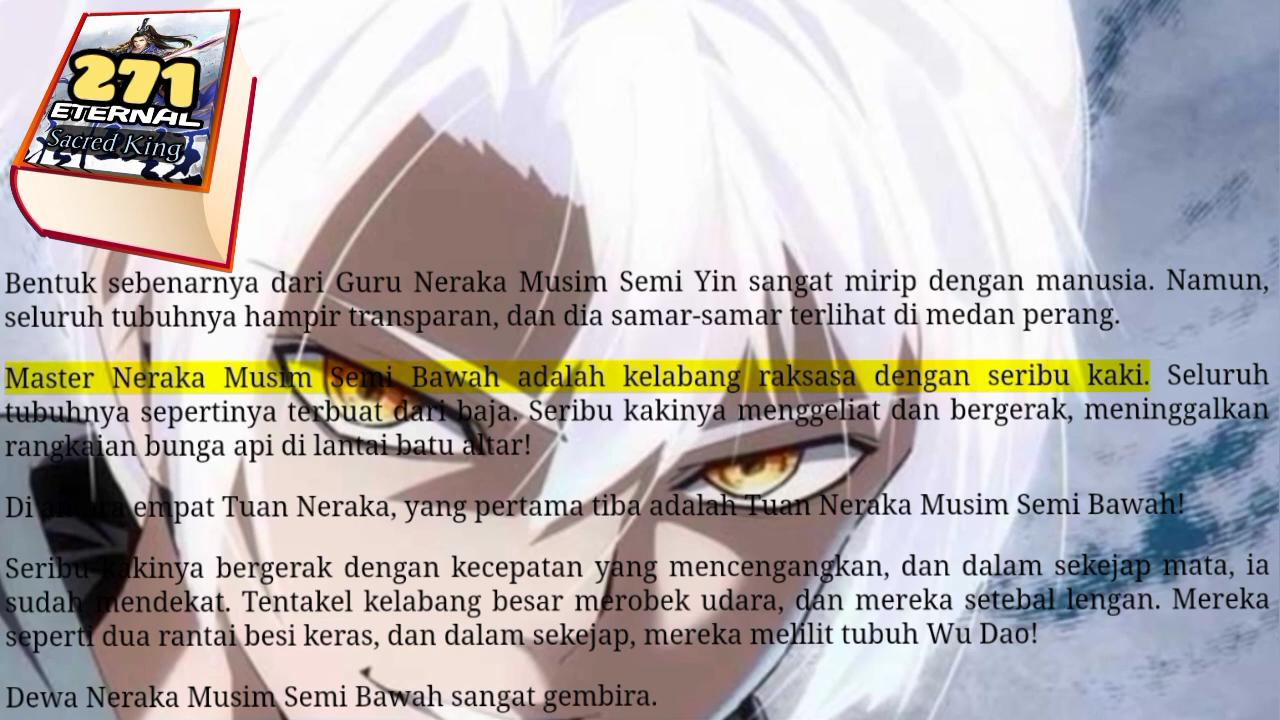 271
ETERNAL
Sacred King
Bentuk sebenarnya dari Guru Neraka Musim Semi Yin sangat mirip dengan manusia. Namun,
seluruh tubuhnya hampir transparan, dan dia samar-samar terlihat di medan perang.
Master Neraka Musim Semi Bawah adalah kelabang raksasa dengan seribu kaki. Seluruh
tubuhnya sepertinya terbuat dari baja. Seribu kakinya menggeliat dan bergerak, meninggalkan
rangkaian bunga api di lantai batu altar!
Di antara empat Tuan Neraka, yang pertama tiba adalah Tuan Neraka Musim Semi Bawah!
Seribu kakinya bergerak dengan kecepatan yang mencengangkan, dan dalam sekejap mata, ia
sudah mendekat. Tentakel kelabang besar merobek udara, dan mereka setebal lengan. Mereka
seperti dua rantai besi keras, dan dalam sekejap, mereka melilit tubuh Wu Dao!
Dewa Neraka Musim Semi Bawah sangat gembira.